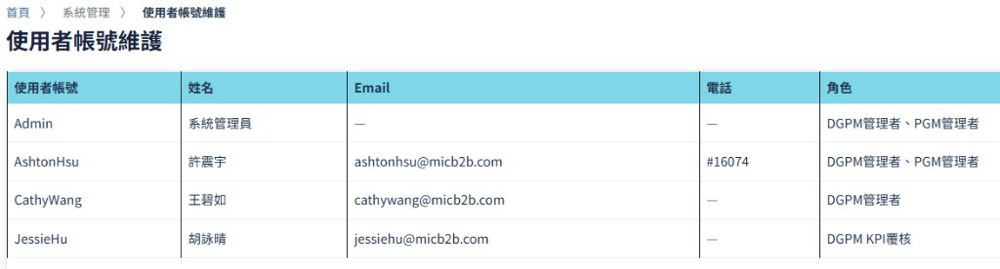 首頁 〉 系統管理 〉 使用者帳號維護
使用者帳號維護
使用者帳號 姓名 Email 電話 角色
Admin 系統管理員 — — DGPM管理者、PGM管理者
AshtonHsu 許震宇 ashtonhsu@micb2b.com #16074 DGPM管理者、PGM管理者
CathyWang 王碧如 cathywang@micb2b.com — DGPM管理者
JessieHu 胡詠晴 jessiehu@micb2b.com — DGPM KPI覆核